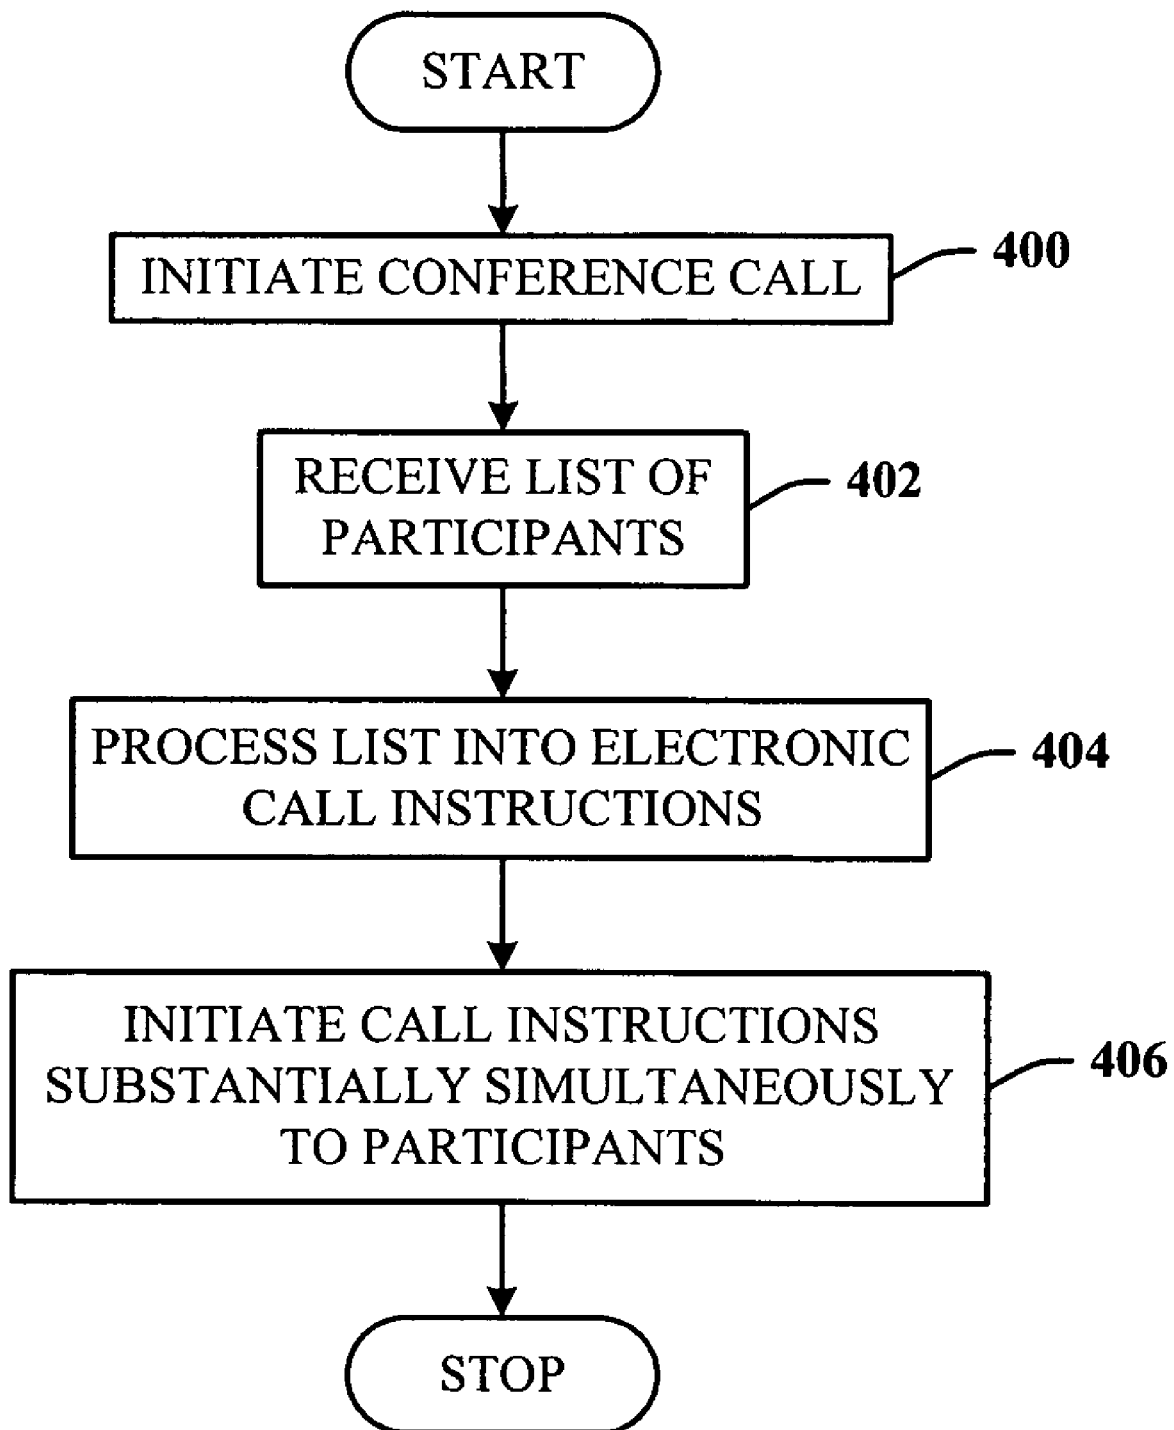 START
INITIATE CONFERENCE CALL
400
RECEIVE LIST OF
PARTICIPANTS
402
PROCESS LIST INTO ELECTRONIC
CALL INSTRUCTIONS
404
INITIATE CALL INSTRUCTIONS
SUBSTANTIALLY SIMULTANEOUSLY
TO PARTICIPANTS
406
STOP